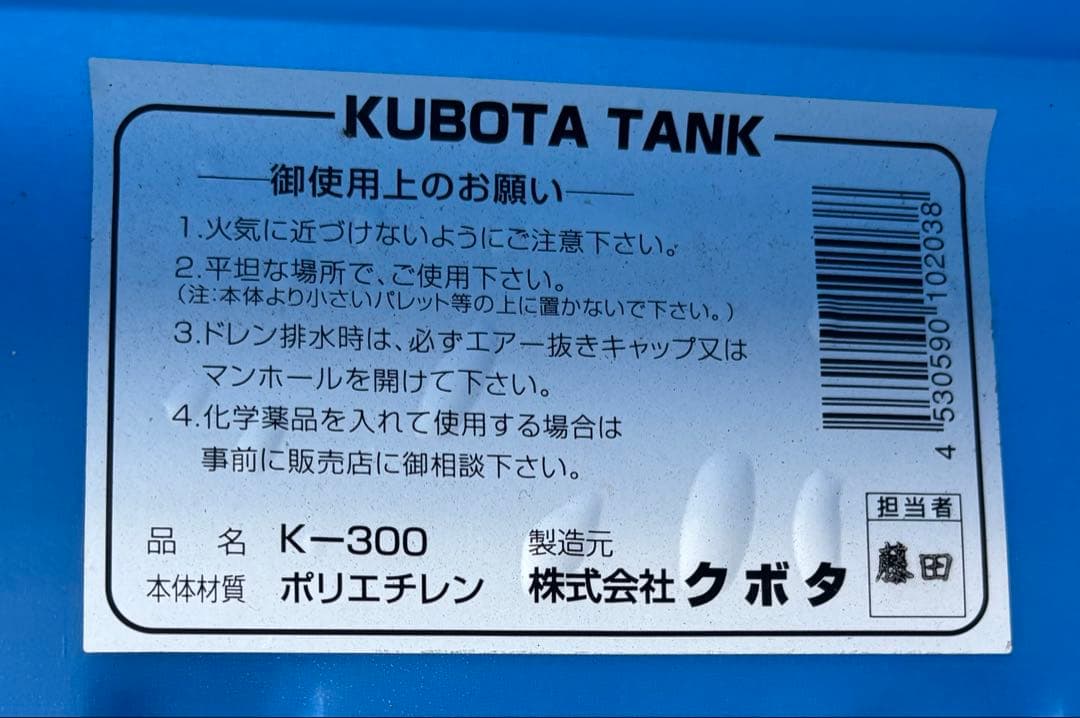 KUBOTA TANK
御使用上のお願い
1.火気に近づけないようにご注意下さい。
2.平坦な場所で、ご使用下さい。
(注:本体より小さいパレット等の上に置かないで下さい。)
3.ドレン排水時は、必ずエアー抜きキャップ又は
マンホールを開けて下さい。
4.化学薬品を入れて使用する場合は
事前に販売店に御相談下さい。
品名 K-300
本体材質 ポリエチレン
製造元
株式会社クボタ
4 530590 102038
担当者
藤田